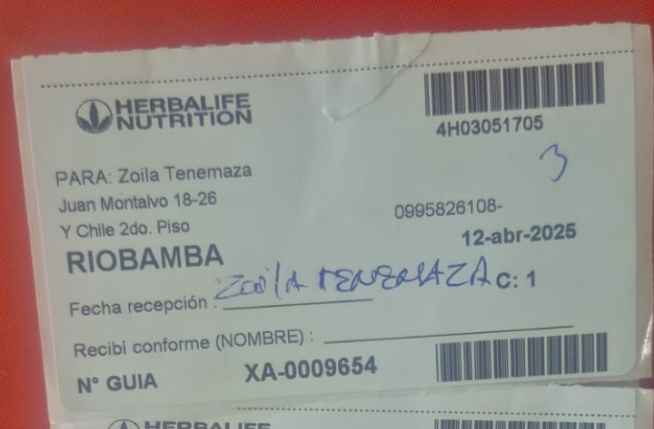 HERBALIFE
NUTRITION
4H03051705
3
PARA: Zoila Tenemaza
Juan Montalvo 18-26
Y Chile 2do. Piso
0995826108-
RIOBAMBA
12-abr-2025
Fecha recepción : Zoila TENEMAZA C: 1
Recibi conforme (NOMBRE) :
N° GUIA XA-0009654
HERBALIFE